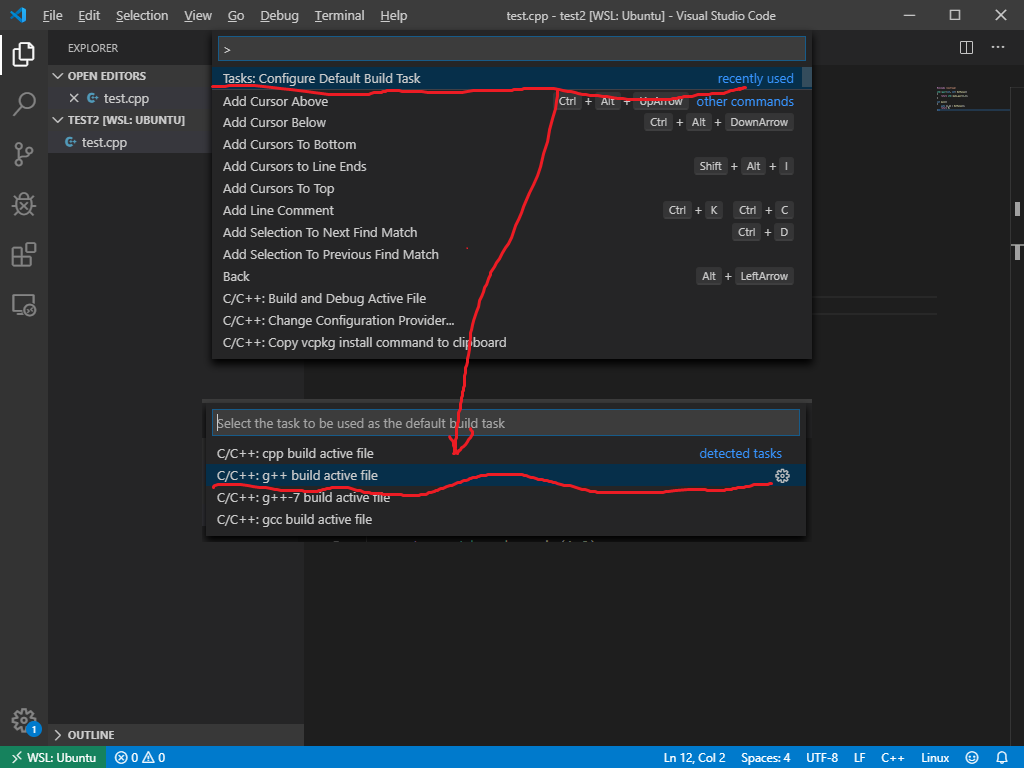 File Edit Selection View Go Debug Terminal Help test.cpp - test2 [WSL: Ubuntu] - Visual Studio Code
EXPLORER
OPEN EDITORS
test.cpp
TEST2 [WSL: UBUNTU]
test.cpp
>
Tasks: Configure Default Build Task recently used
Add Cursor Above Ctrl + Alt + UpArrow other commands
Add Cursor Below Ctrl + Alt + DownArrow
Add Cursors To Bottom
Add Cursors to Line Ends Shift + Alt + I
Add Cursors To Top
Add Line Comment Ctrl + K Ctrl + C
Add Selection To Next Find Match Ctrl + D
Add Selection To Previous Find Match
Back Alt + LeftArrow
C/C++: Build and Debug Active File
C/C++: Change Configuration Provider...
C/C++: Copy vcpkg install command to clipboard
Select the task to be used as the default build task
C/C++: cpp build active file detected tasks
C/C++: g++ build active file
C/C++: g++-7 build active file
C/C++: gcc build active file
OUTLINE
1
WSL: Ubuntu 0 0 Ln 12, Col 2 Spaces: 4 UTF-8 LF C++ Linux